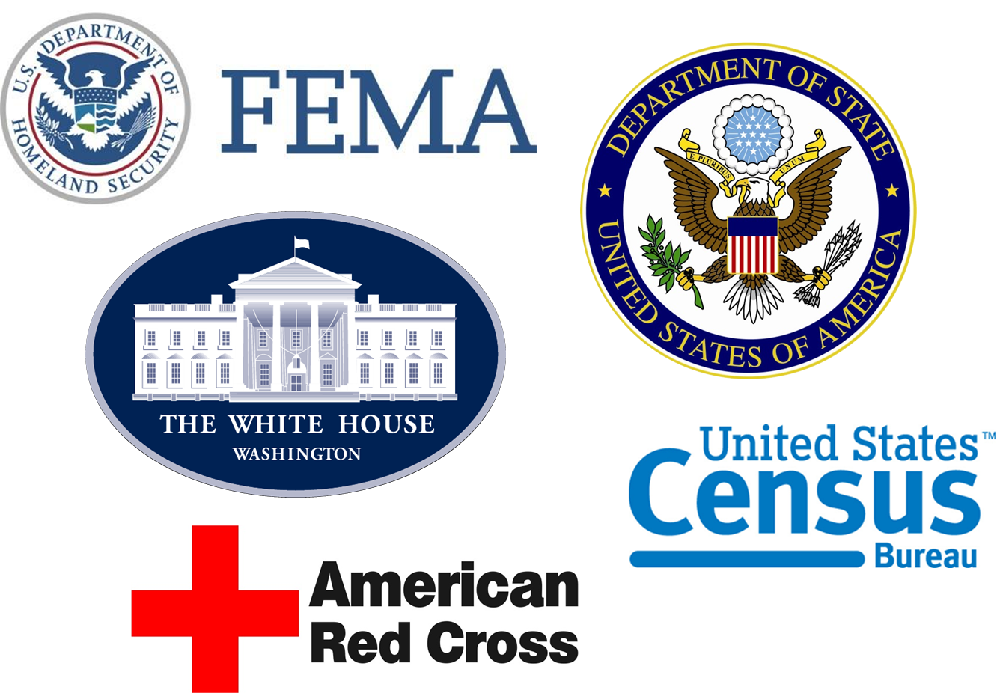 U.S. DEPARTMENT OF
HOMELAND SECURITY
FEMA
DEPARTMENT OF STATE
E PLURIBUS
UNUM
UNITED STATES OF AMERICA
THE WHITE HOUSE
WASHINGTON
United States™
Census
Bureau
American
Red Cross